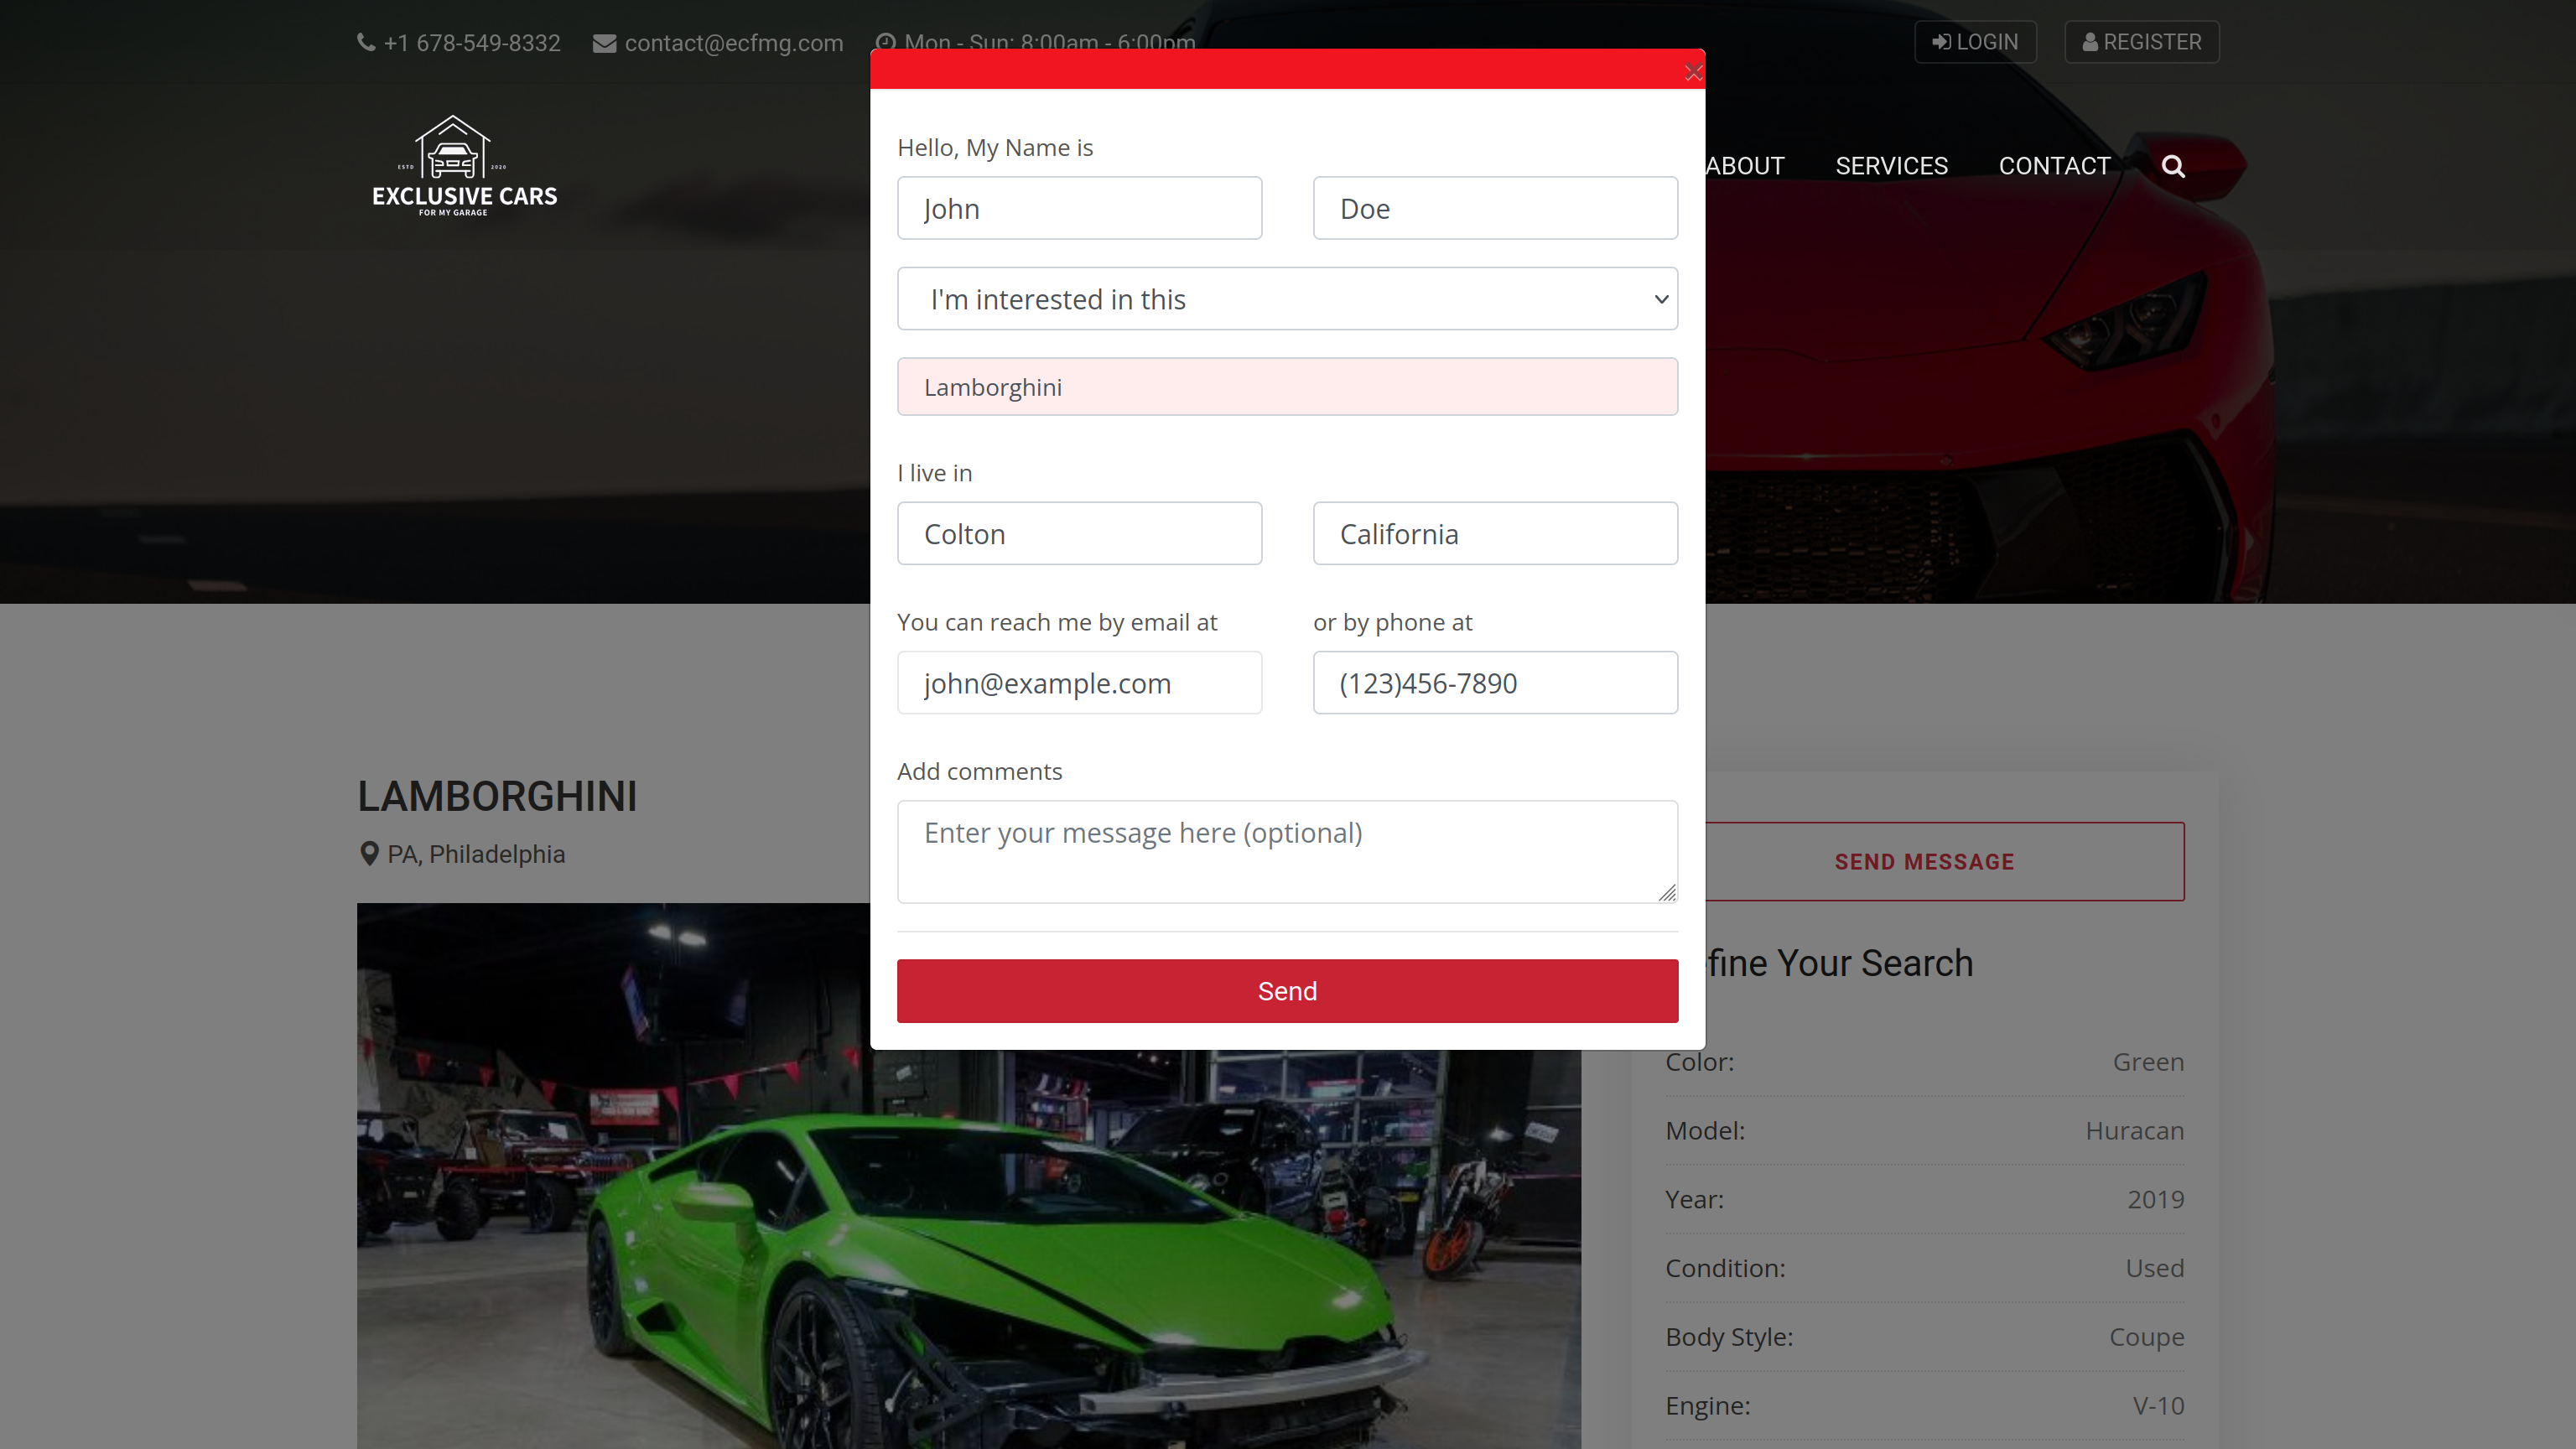 +1 678-549-8332 contact@ecfmg.com Mon - Sun: 8:00am - 6:00pm
LOGIN REGISTER
ESTD 2020
EXCLUSIVE CARS
FOR MY GARAGE
ABOUT SERVICES CONTACT
Hello, My Name is
John Doe
I'm interested in this
Lamborghini
I live in
Colton California
You can reach me by email at or by phone at
john@example.com (123)456-7890
Add comments
Enter your message here (optional)
Send
LAMBORGHINI
PA, Philadelphia
SEND MESSAGE
fine Your Search
Color: Green
Model: Huracan
Year: 2019
Condition: Used
Body Style: Coupe
Engine: V-10